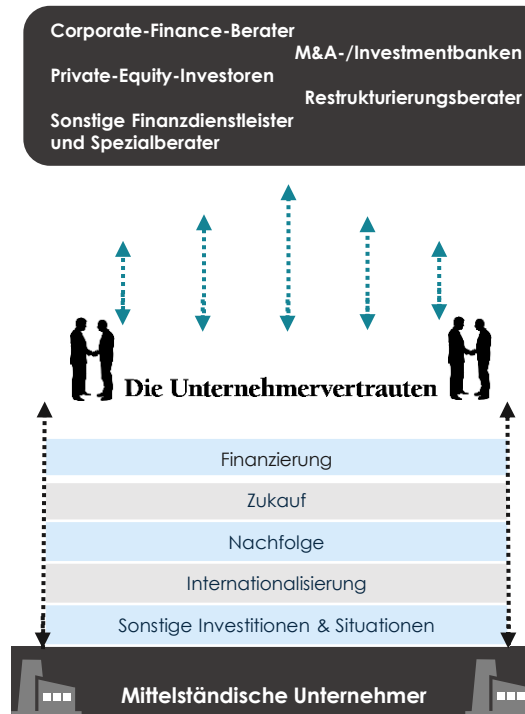 Corporate-Finance-Berater
M&A-/Investmentbanken
Private-Equity-Investoren
Restrukturierungsberater
Sonstige Finanzdienstleister
und Spezialberater
Die Unternehmervertrauten
Finanzierung
Zukauf
Nachfolge
Internationalisierung
Sonstige Investitionen & Situationen
Mittelständische Unternehmer